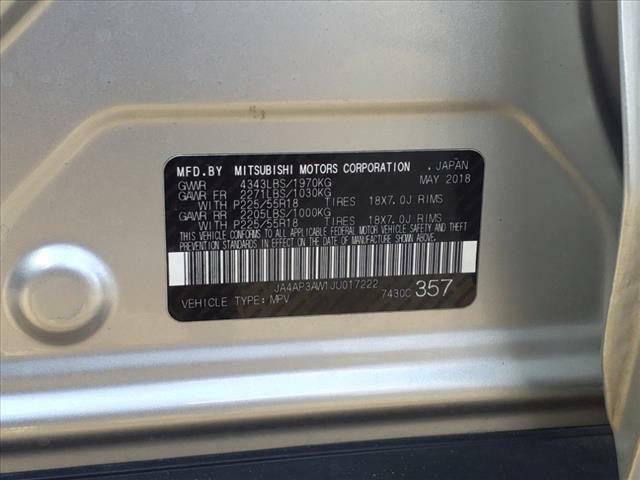 MFD.BY MITSUBISHI MOTORS CORPORATION , JAPAN
GVWR 4343LBS/1970KG MAY 2018
GAWR FR 2271LBS/1030KG
WITH P225/55R18 TIRES 18X7.0J RIMS
GAWR RR 2205LBS/1000KG
WITH P225/55R18 TIRES 18X7.0J RIMS
THIS VEHICLE CONFORMS TO ALL APPLICABLE FEDERAL MOTOR VEHICLE SAFETY AND THEFT
PREVENTION STANDARDS IN EFFECT ON THE DATE OF MANUFACTURE SHOWN ABOVE.
JA4AP3AW1JU017222
VEHICLE TYPE: MPV 7430C 357